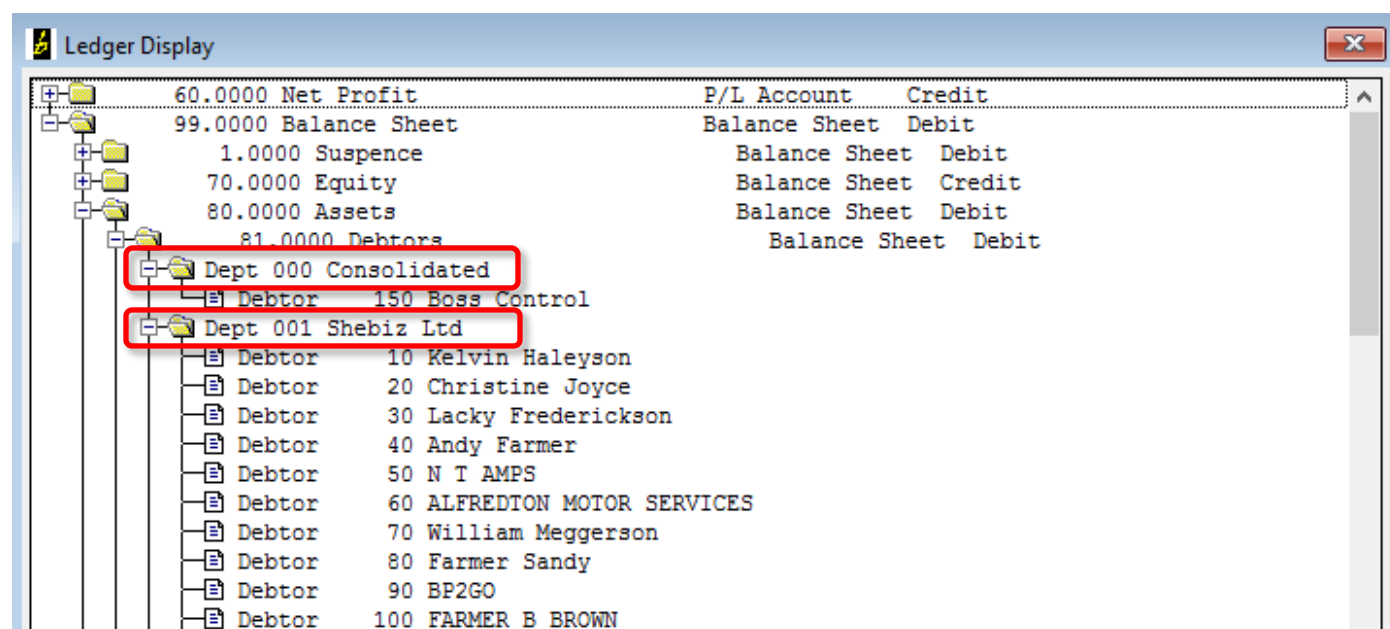 Ledger Display
60.0000 Net Profit P/L Account Credit
99.0000 Balance Sheet Balance Sheet Debit
1.0000 Suspence Balance Sheet Debit
70.0000 Equity Balance Sheet Credit
80.0000 Assets Balance Sheet Debit
81.0000 Debtors Balance Sheet Debit
Dept 000 Consolidated
Debtor 150 Boss Control
Dept 001 Shebiz Ltd
Debtor 10 Kelvin Haleyson
Debtor 20 Christine Joyce
Debtor 30 Lacky Frederickson
Debtor 40 Andy Farmer
Debtor 50 N T AMPS
Debtor 60 ALFREDTON MOTOR SERVICES
Debtor 70 William Meggerson
Debtor 80 Farmer Sandy
Debtor 90 BP2GO
Debtor 100 FARMER B BROWN